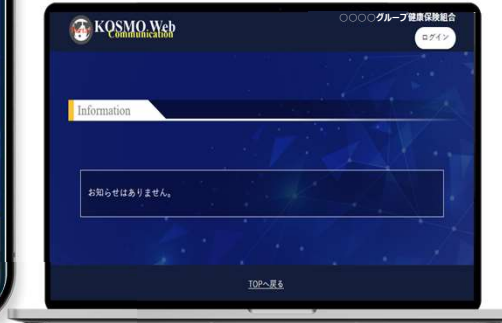 KOSMO Web
Communication
○○○○グループ健康保険組合
ログイン
Information
お知らせはありません。
TOPへ戻る